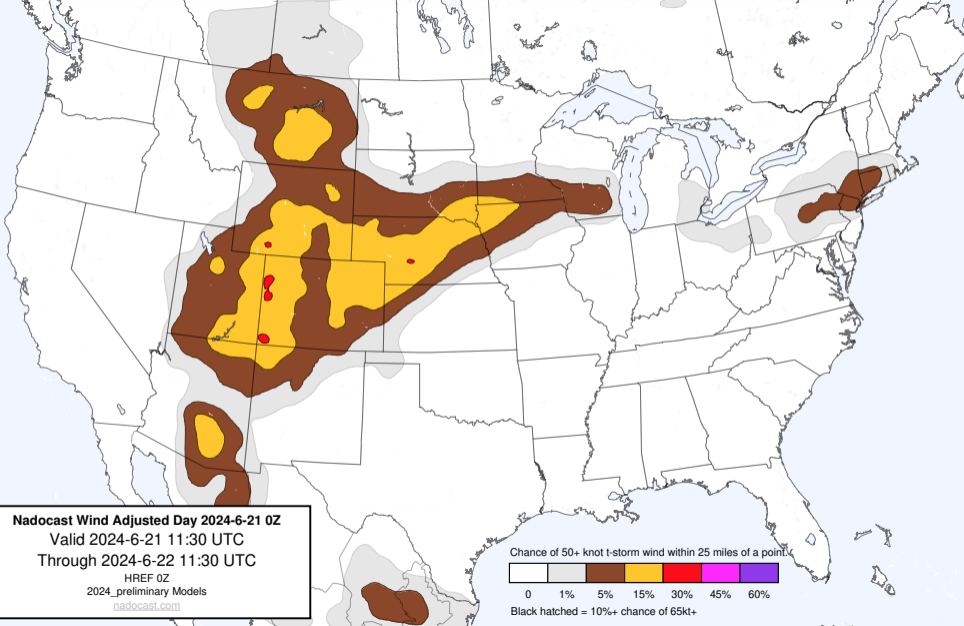 Nadocast Wind Adjusted Day 2024-6-21 0Z
Valid 2024-6-21 11:30 UTC
Through 2024-6-22 11:30 UTC
HREF 0Z
2024_preliminary Models
nadocast.com
Chance of 50+ knot t-storm wind within 25 miles of a point.
0 1% 5% 15% 30% 45% 60%
Black hatched = 10%+ chance of 65kt+